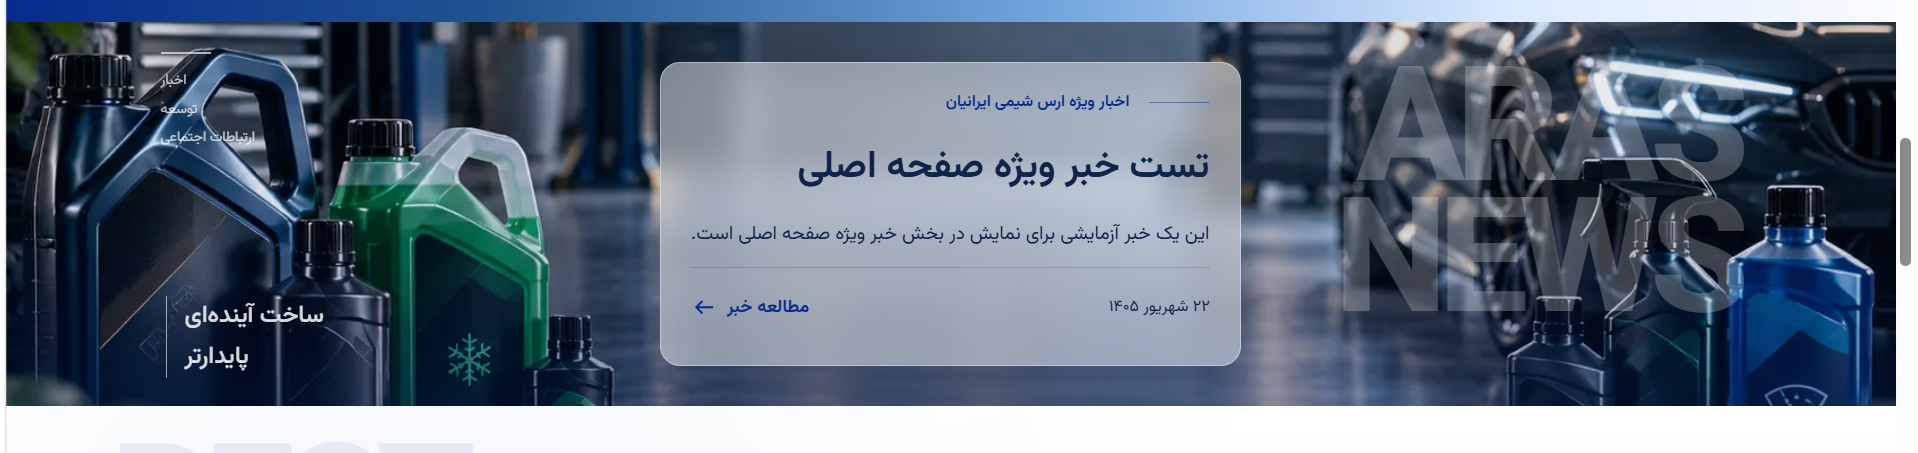 اخبار
توسعه
ارتباطات اجتماعی
ARAS
NEWS
اخبار ویژه ارس شیمی ایرانیان
تست خبر ویژه صفحه اصلی
این یک خبر آزمایشی برای نمایش در بخش خبر ویژه صفحه اصلی است.
۲۲ شهریور ۱۴۰۵
مطالعه خبر
ساخت آینده‌ای
پایدارتر